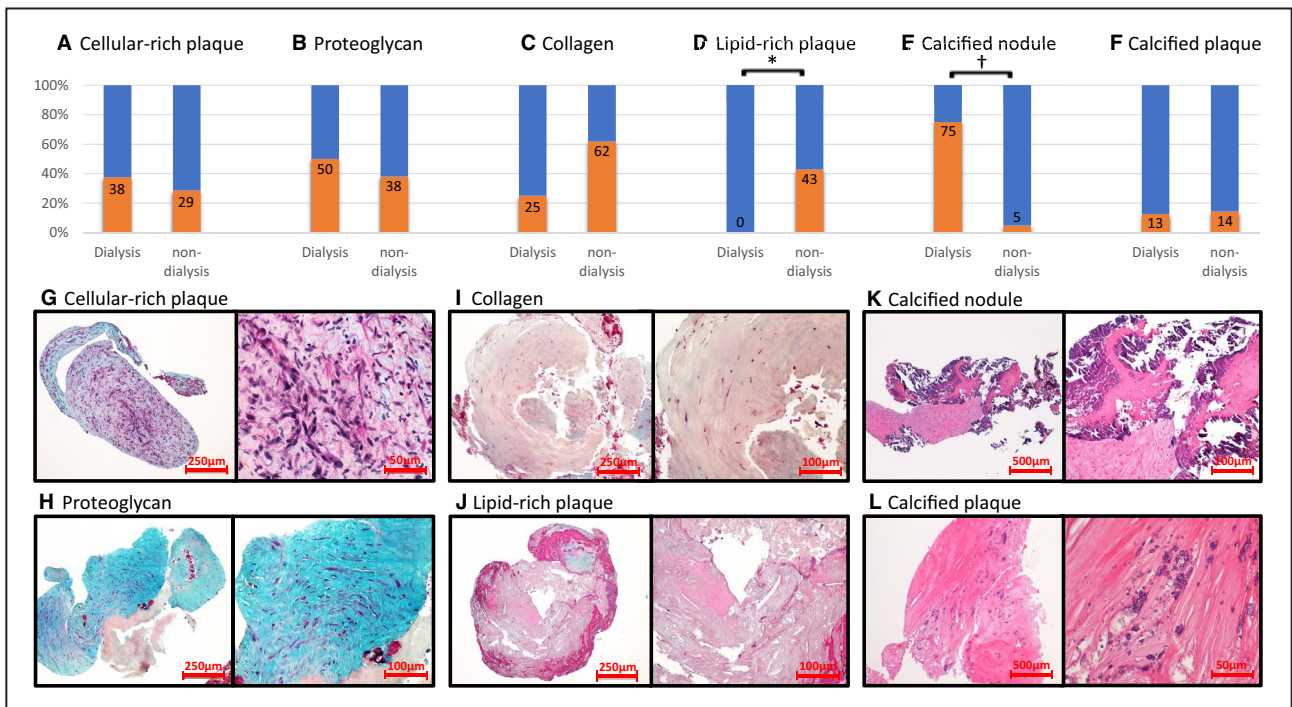 A Cellular-rich plaque B Proteoglycan C Collagen D Lipid-rich plaque E Calcified nodule F Calcified plaque
* †
100%
80%
60%
40%
20%
0%
38 29 50 38 25 62 0 43 75 5 13 14
Dialysis non-dialysis Dialysis non-dialysis Dialysis non-dialysis Dialysis non-dialysis Dialysis non-dialysis Dialysis non-dialysis
G Cellular-rich plaque I Collagen K Calcified nodule
250µm 50µm 250µm 100µm 500µm 100µm
H Proteoglycan J Lipid-rich plaque L Calcified plaque
250µm 100µm 250µm 100µm 500µm 50µm